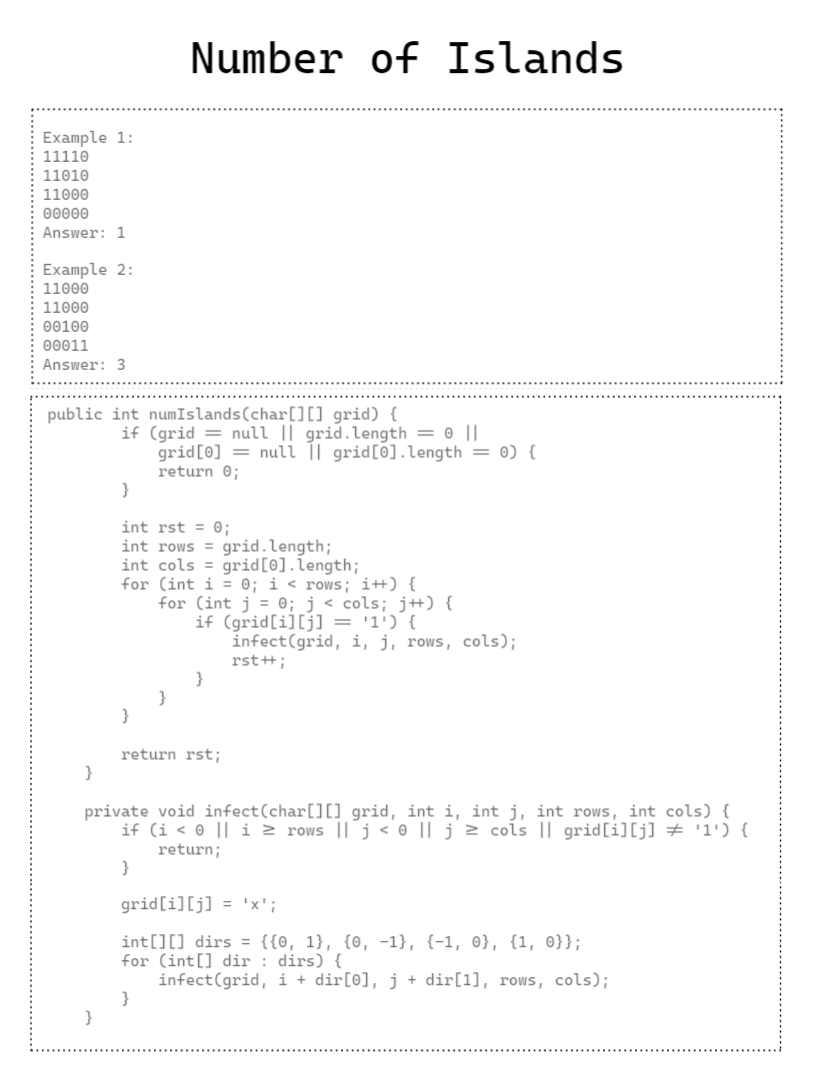 Number of Islands
Example 1:
11110
11010
11000
00000
Answer: 1
Example 2:
11000
11000
00100
00011
Answer: 3
public int numIslands(char[][] grid) {
if (grid == null || grid.length == 0 ||
grid[0] == null || grid[0].length == 0) {
return 0;
}
int rst = 0;
int rows = grid.length;
int cols = grid[0].length;
for (int i = 0; i < rows; i++) {
for (int j = 0; j < cols; j++) {
if (grid[i][j] == '1') {
infect(grid, i, j, rows, cols);
rst++;
}
}
}
return rst;
}
private void infect(char[][] grid, int i, int j, int rows, int cols) {
if (i < 0 || i ≥ rows || j < 0 || j ≥ cols || grid[i][j] ≠ '1') {
return;
}
grid[i][j] = 'x';
int[][] dirs = {{0, 1}, {0, -1}, {-1, 0}, {1, 0}};
for (int[] dir : dirs) {
infect(grid, i + dir[0], j + dir[1], rows, cols);
}
}